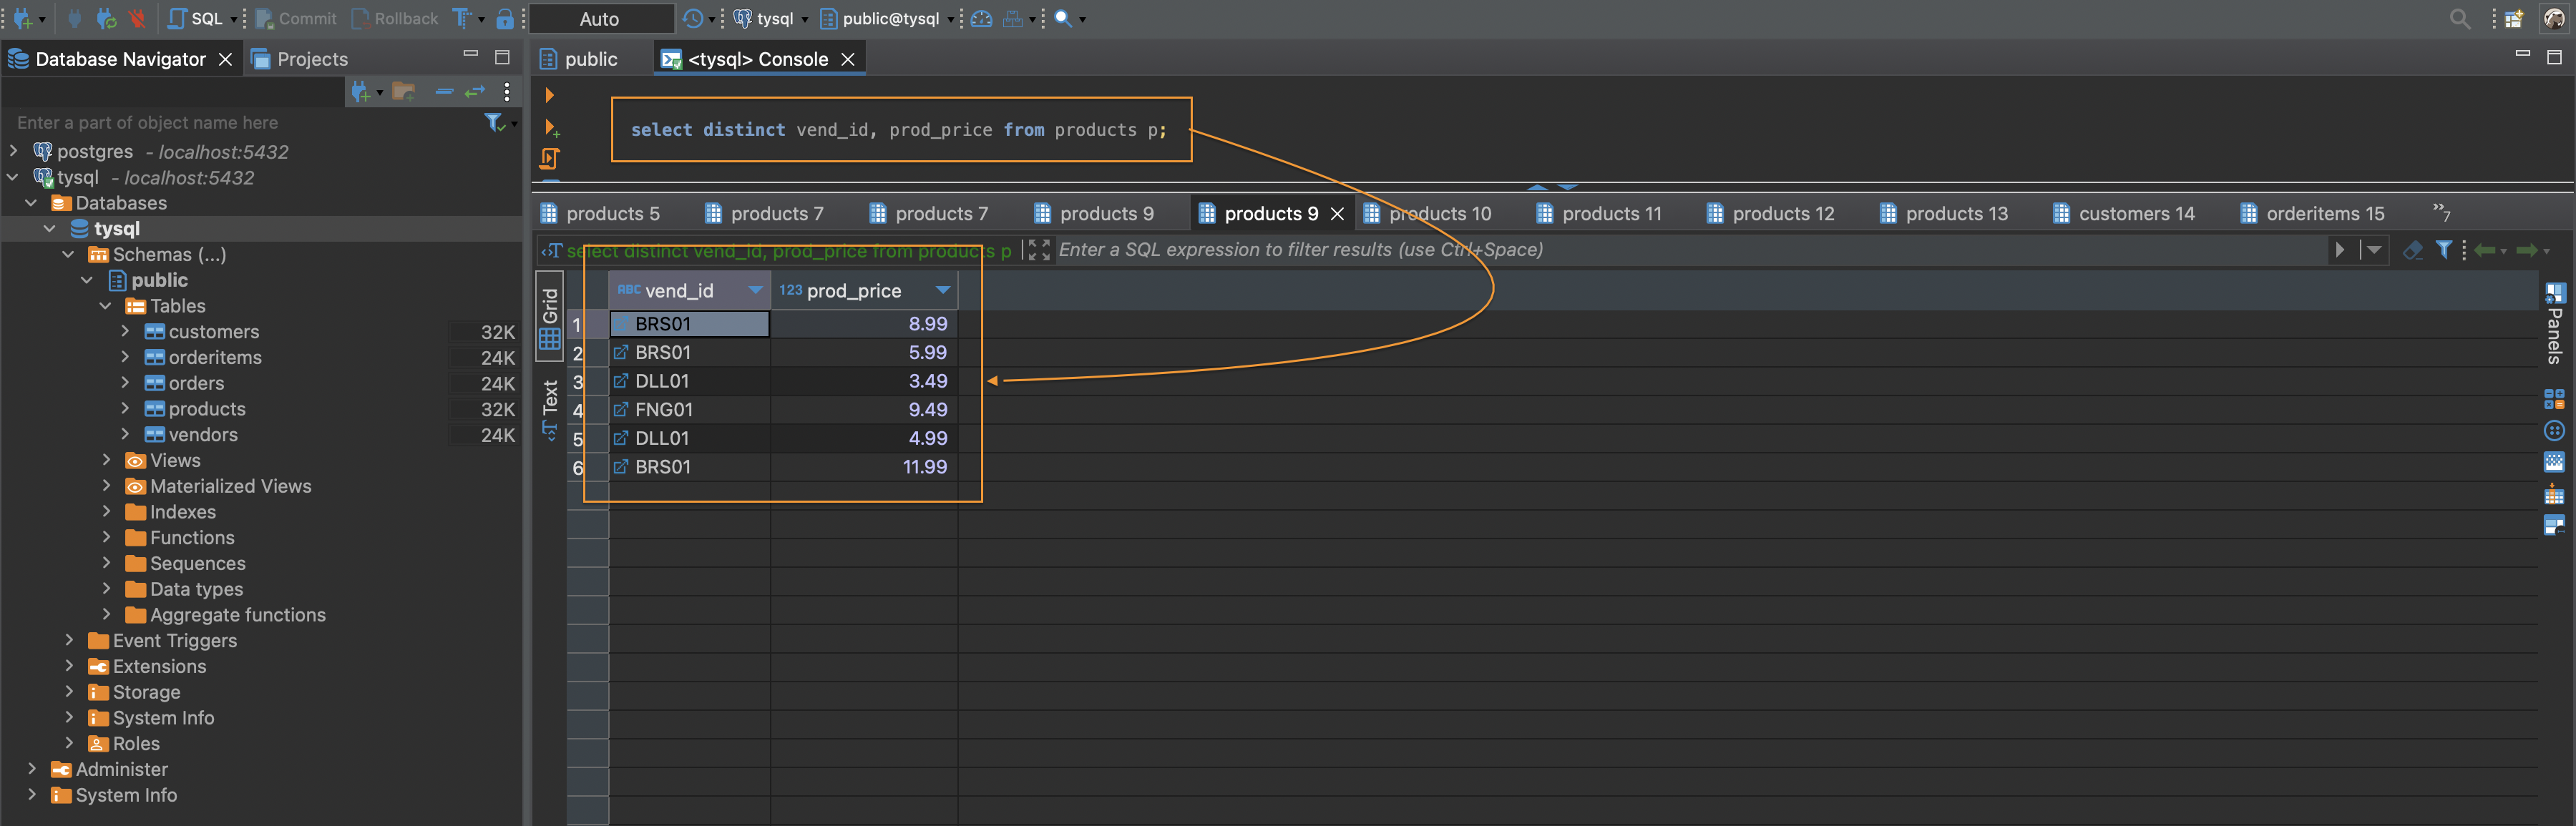 SQL
Commit
Rollback
Auto
tysql
public@tysql
Database Navigator
Projects
public
<tysql> Console
Enter a part of object name here
postgres - localhost:5432
tysql - localhost:5432
Databases
tysql
Schemas (...)
public
Tables
customers 32K
orderitems 24K
orders 24K
products 32K
vendors 24K
Views
Materialized Views
Indexes
Functions
Sequences
Data types
Aggregate functions
Event Triggers
Extensions
Storage
System Info
Roles
Administer
System Info
select distinct vend_id, prod_price from products p;
products 5
products 7
products 7
products 9
products 9
products 10
products 11
products 12
products 13
customers 14
orderitems 15
»7
select distinct vend_id, prod_price from products p
Enter a SQL expression to filter results (use Ctrl+Space)
Grid
Text
ABC vend_id 123 prod_price
1 BRS01 8.99
2 BRS01 5.99
3 DLL01 3.49
4 FNG01 9.49
5 DLL01 4.99
6 BRS01 11.99
Panels